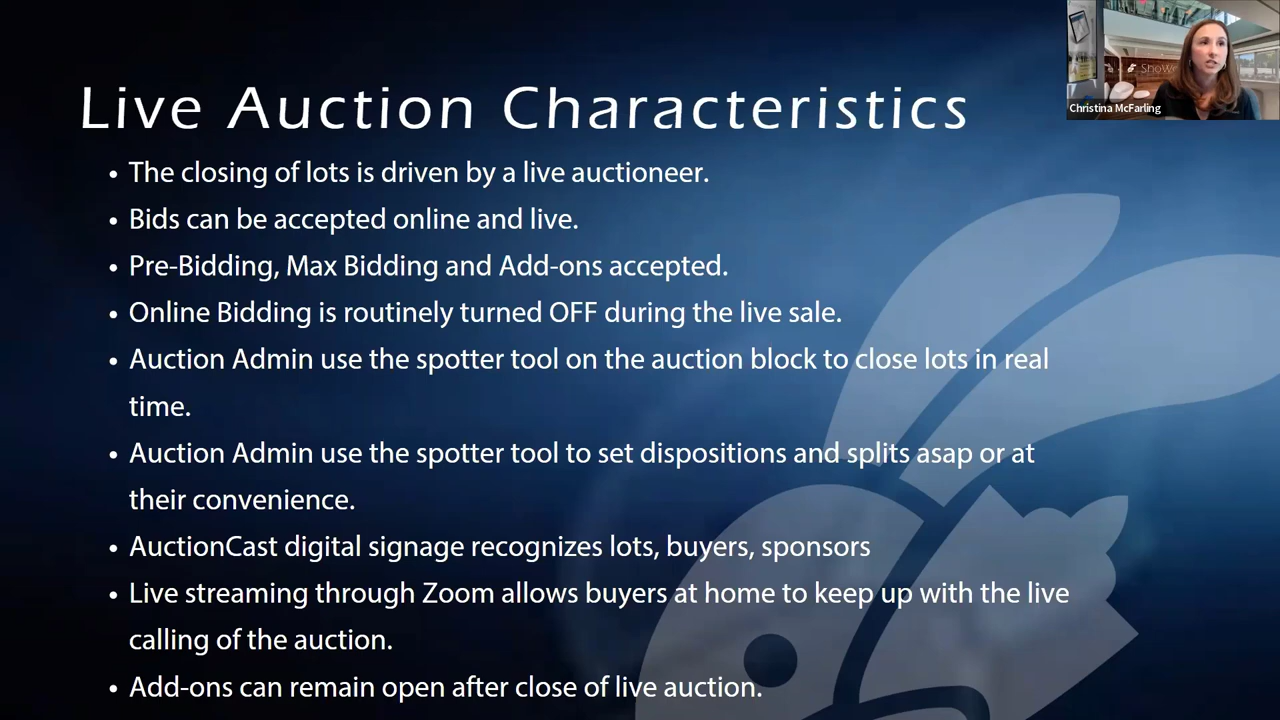 Live Auction Characteristics
• The closing of lots is driven by a live auctioneer.
• Bids can be accepted online and live.
• Pre-Bidding, Max Bidding and Add-ons accepted.
• Online Bidding is routinely turned OFF during the live sale.
• Auction Admin use the spotter tool on the auction block to close lots in real
time.
• Auction Admin use the spotter tool to set dispositions and splits asap or at
their convenience.
• AuctionCast digital signage recognizes lots, buyers, sponsors
• Live streaming through Zoom allows buyers at home to keep up with the live
calling of the auction.
• Add-ons can remain open after close of live auction.
Christina McFarling